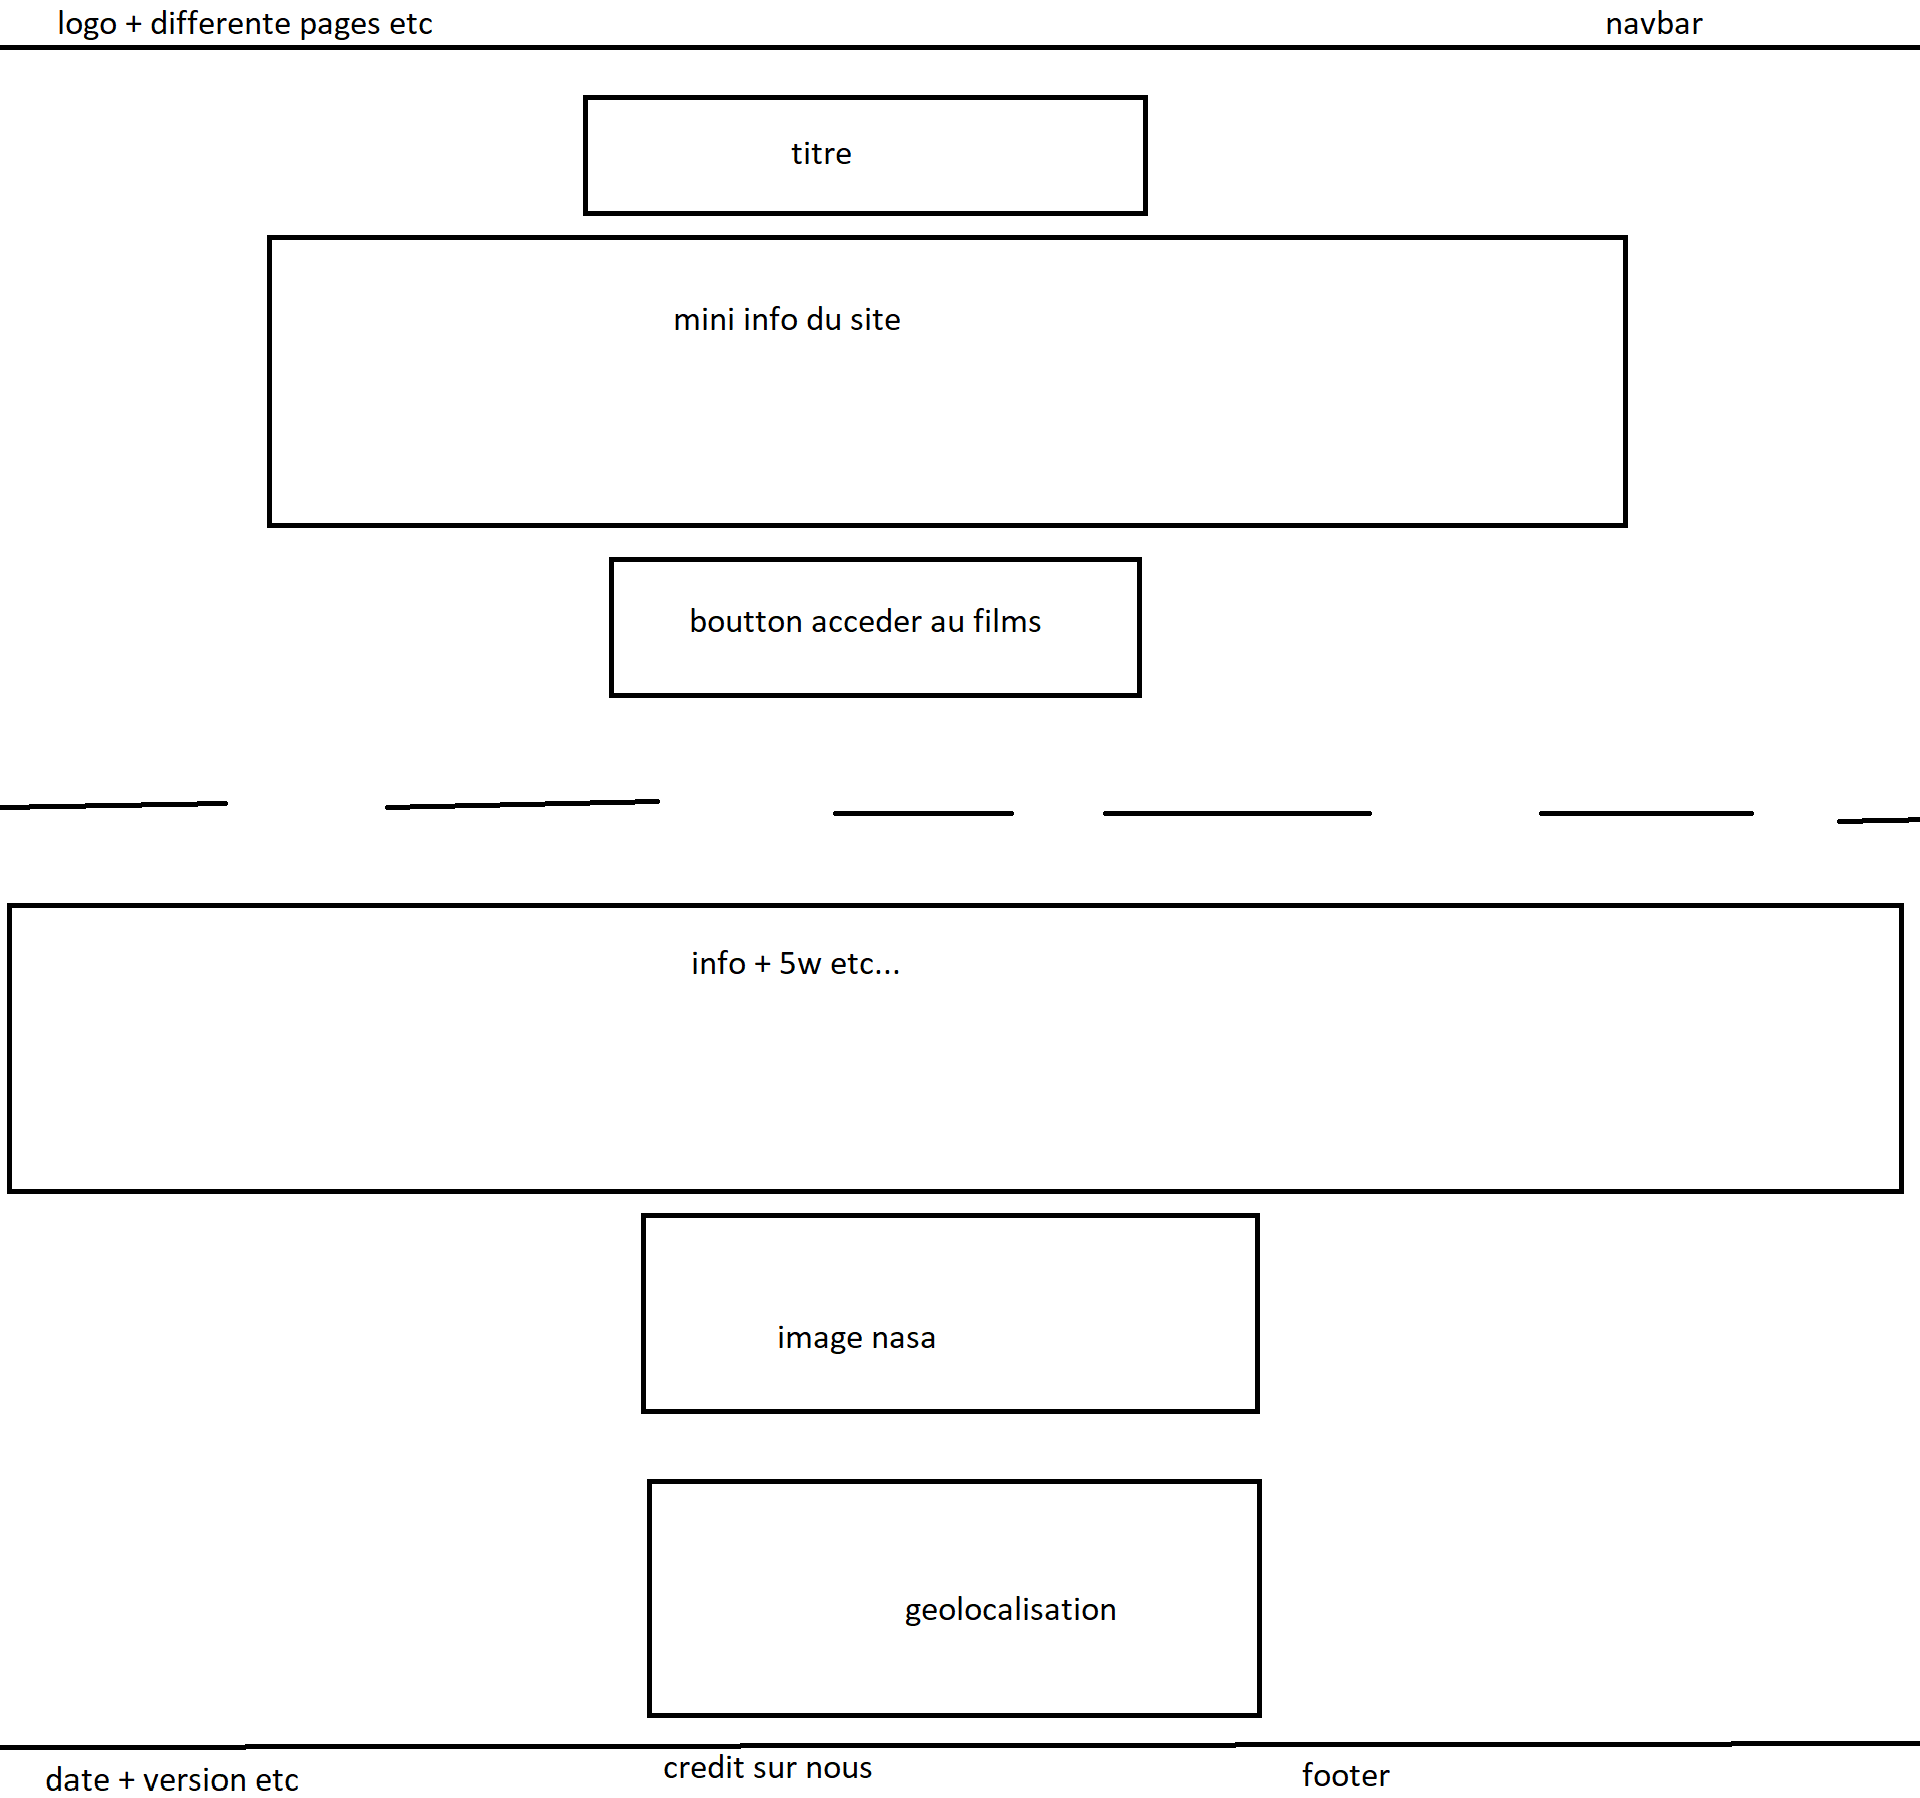 logo + differente pages etc
navbar
titre
mini info du site
boutton acceder au films
info + 5w etc...
image nasa
geolocalisation
date + version etc
credit sur nous
footer